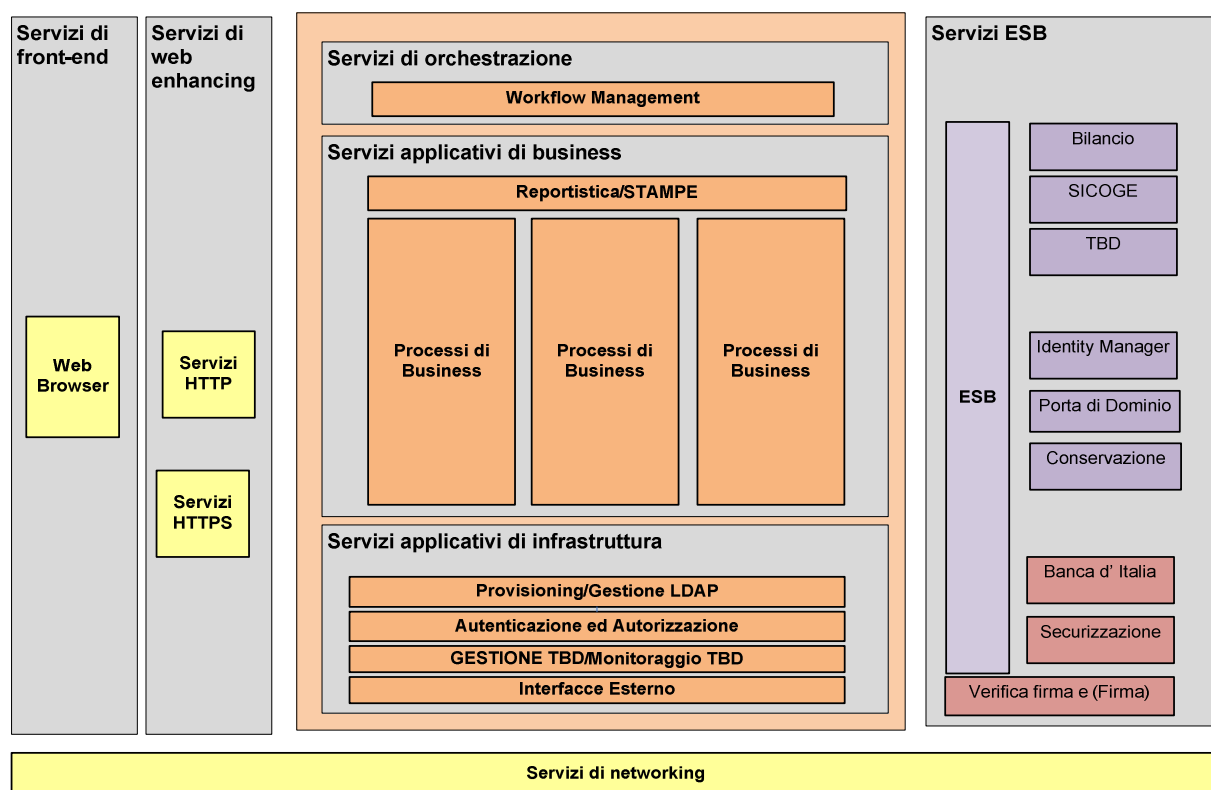 Servizi di
front-end
Web
Browser
Servizi di
web
enhancing
Servizi
HTTP
Servizi
HTTPS
Servizi di orchestrazione
Workflow Management
Servizi applicativi di business
Reportistica/STAMPE
Processi di
Business
Processi di
Business
Processi di
Business
Servizi applicativi di infrastruttura
Provisioning/Gestione LDAP
Autenticazione ed Autorizzazione
GESTIONE TBD/Monitoraggio TBD
Interfacce Esterno
Servizi ESB
ESB
Bilancio
SICOGE
TBD
Identity Manager
Porta di Dominio
Conservazione
Banca d' Italia
Securizzazione
Verifica firma e (Firma)
Servizi di networking